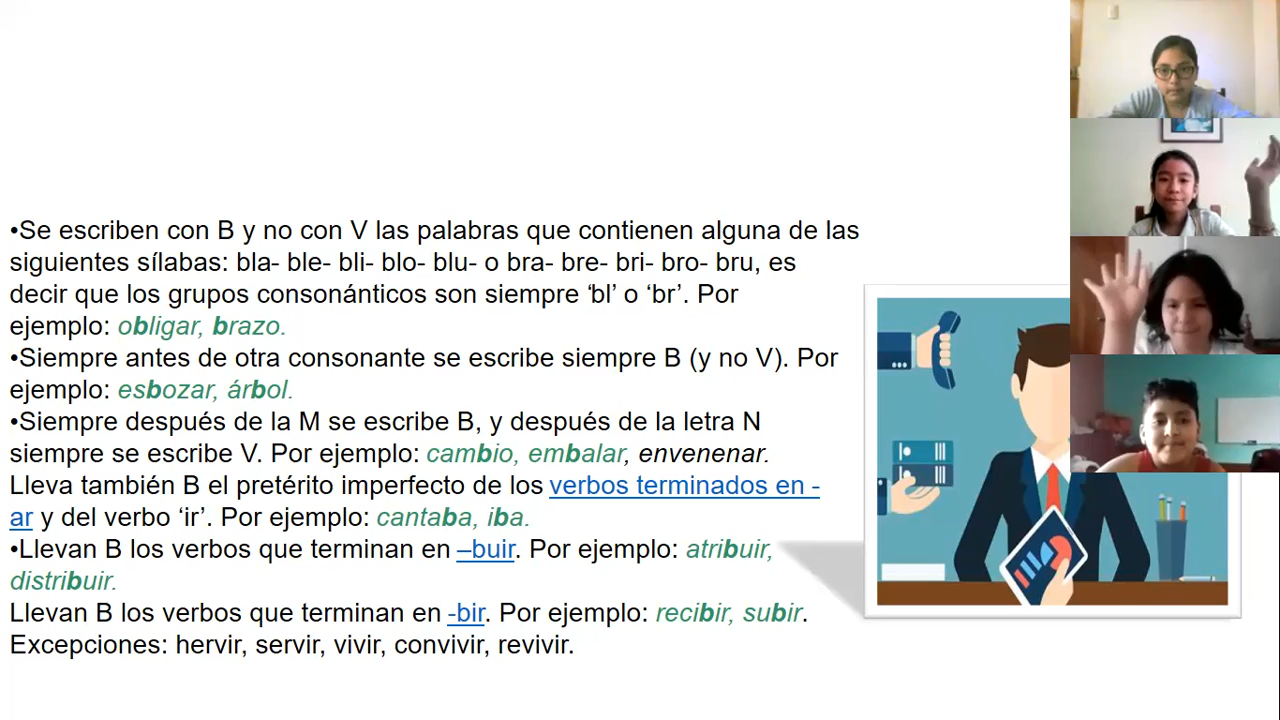 •Se escriben con B y no con V las palabras que contienen alguna de las
siguientes sílabas: bla- ble- bli- blo- blu- o bra- bre- bri- bro- bru, es
decir que los grupos consonánticos son siempre ‘bl’ o ‘br’. Por
ejemplo: obligar, brazo.
•Siempre antes de otra consonante se escribe siempre B (y no V). Por
ejemplo: esbozar, árbol.
•Siempre después de la M se escribe B, y después de la letra N
siempre se escribe V. Por ejemplo: cambio, embalar, envenenar.
Lleva también B el pretérito imperfecto de los verbos terminados en -
ar y del verbo ‘ir’. Por ejemplo: cantaba, iba.
•Llevan B los verbos que terminan en –buir. Por ejemplo: atribuir,
distribuir.
Llevan B los verbos que terminan en -bir. Por ejemplo: recibir, subir.
Excepciones: hervir, servir, vivir, convivir, revivir.